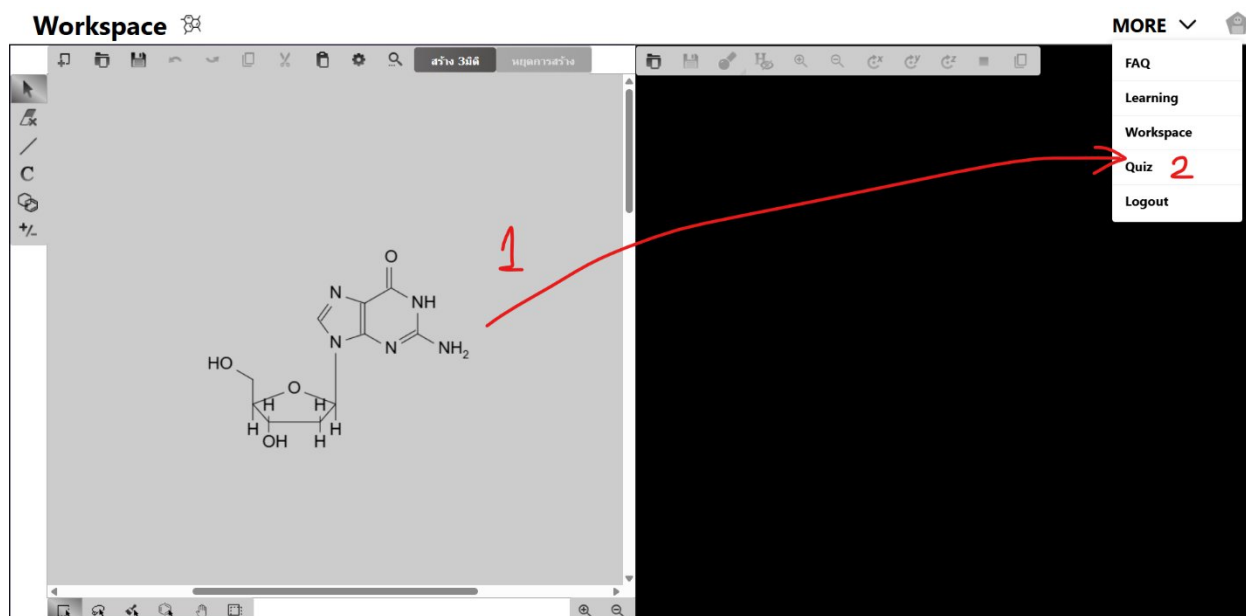 Workspace
MORE
สร้าง 3มิติ
หยุดการสร้าง
FAQ
Learning
Workspace
Quiz 2
Logout
C
+/-
1
O
N
NH
N
N
NH2
HO
O
H
H
H
H
OH
H